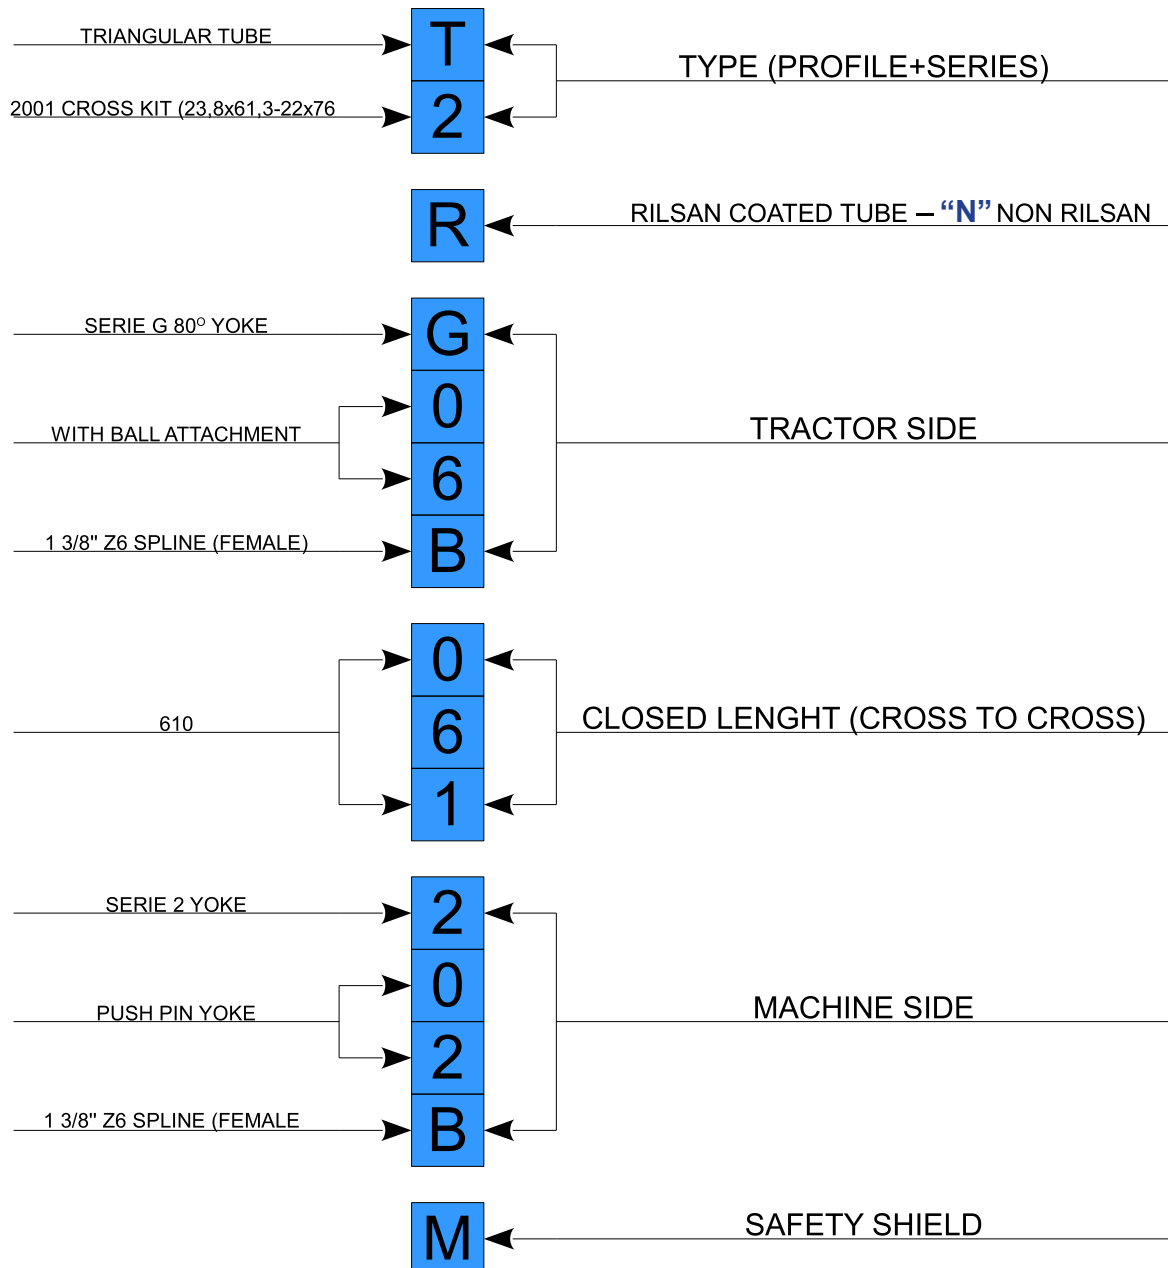 TRIANGULAR TUBE
T
TYPE (PROFILE+SERIES)
2001 CROSS KIT (23,8x61,3-22x76
2
R
RILSAN COATED TUBE – “N” NON RILSAN
SERIE G 80° YOKE
G
0
WITH BALL ATTACHMENT
TRACTOR SIDE
6
1 3/8" Z6 SPLINE (FEMALE)
B
0
610
6
CLOSED LENGHT (CROSS TO CROSS)
1
SERIE 2 YOKE
2
0
PUSH PIN YOKE
MACHINE SIDE
2
1 3/8" Z6 SPLINE (FEMALE
B
M
SAFETY SHIELD